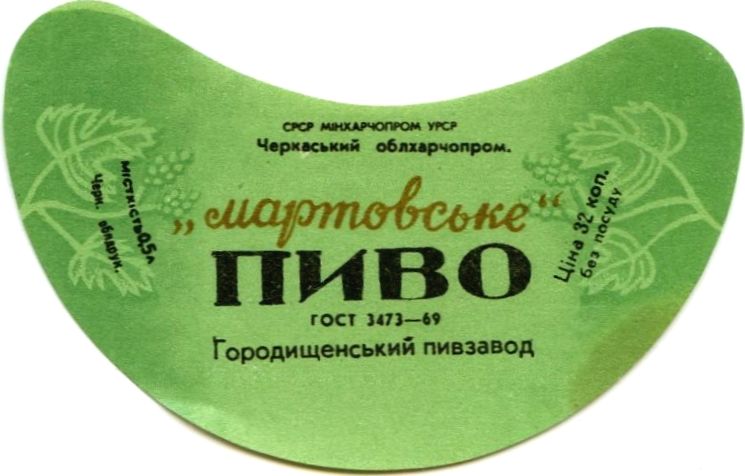 СРСР МІНХАРЧОПРОМ УРСР
Черкаський облхарчопром.
місткість 0,5 л
Черк. облдрук.
„мартовське“
ПИВО
Ціна 32 коп.
без посуду
ГОСТ 3473—69
Городищенський пивзавод